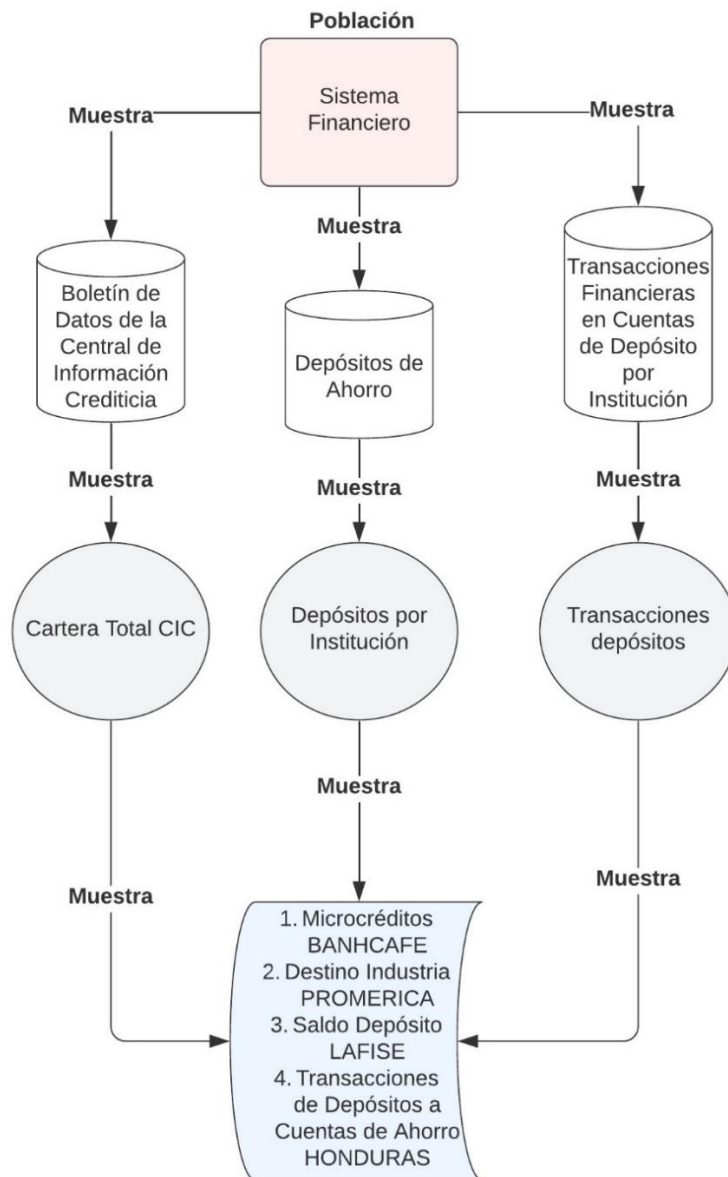 Población
Sistema
Financiero
Muestra
Muestra
Muestra
Boletín de
Datos de la
Central de
Información
Crediticia
Depósitos de
Ahorro
Transacciones
Financieras
en Cuentas
de Depósito
por
Institución
Muestra
Muestra
Muestra
Cartera Total CIC
Depósitos por
Institución
Transacciones
depósitos
Muestra
Muestra
Muestra
1. Microcréditos
BANHCAFE
2. Destino Industria
PROMERICA
3. Saldo Depósito
LAFISE
4. Transacciones
de Depósitos a
Cuentas de Ahorro
HONDURAS